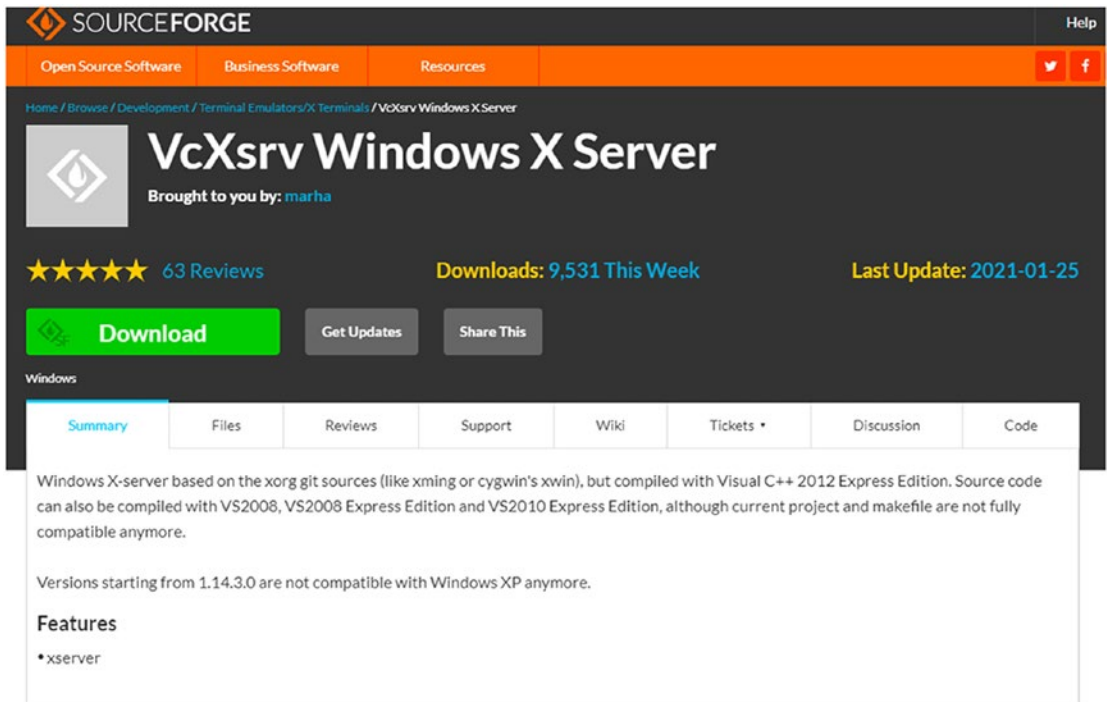 SOURCEFORGE
Help
Open Source Software Business Software Resources
Home / Browse / Development / Terminal Emulators/X Terminals / VcXsrv Windows X Server
VcXsrv Windows X Server
Brought to you by: marha
63 Reviews Downloads: 9,531 This Week Last Update: 2021-01-25
Download Get Updates Share This
Windows
Summary Files Reviews Support Wiki Tickets Discussion Code
Windows X-server based on the xorg git sources (like xming or cygwin's xwin), but compiled with Visual C++ 2012 Express Edition. Source code
can also be compiled with VS2008, VS2008 Express Edition and VS2010 Express Edition, although current project and makefile are not fully
compatible anymore.
Versions starting from 1.14.3.0 are not compatible with Windows XP anymore.
Features
• xserver